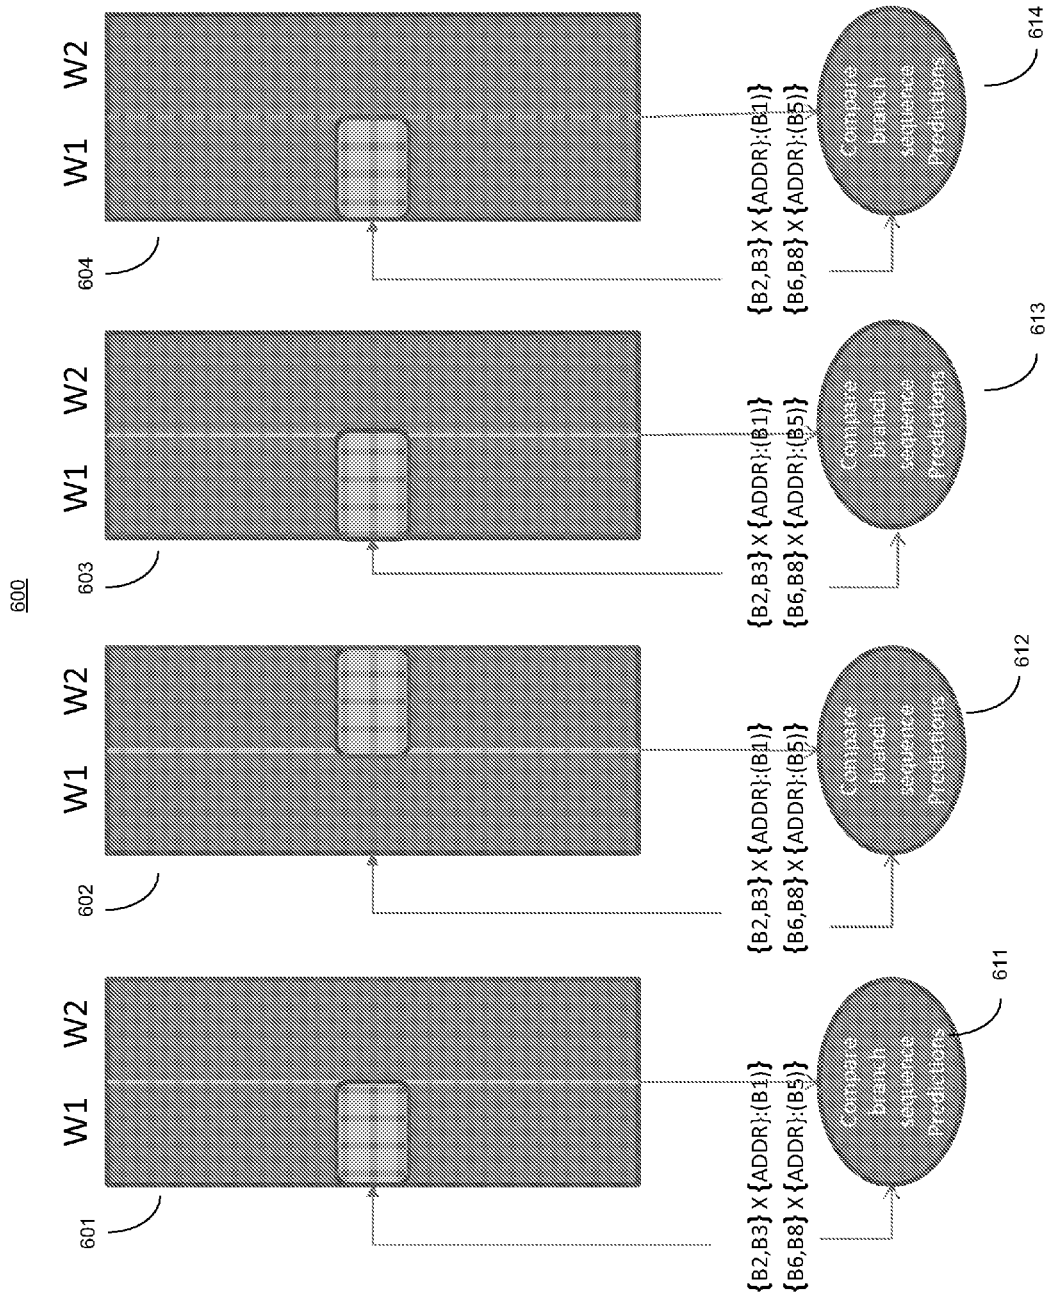 600
601
W1 W2
{B2,B3} X {ADDR}:(B1)}
{B6,B8} X {ADDR}:(B5)}
Compare
branch
sequence
Predictions
611
602
W1 W2
{B2,B3} X {ADDR}:(B1)}
{B6,B8} X {ADDR}:(B5)}
Compare
branch
sequence
Predictions
612
603
W1 W2
{B2,B3} X {ADDR}:(B1)}
{B6,B8} X {ADDR}:(B5)}
Compare
branch
sequence
Predictions
613
604
W1 W2
{B2,B3} X {ADDR}:(B1)}
{B6,B8} X {ADDR}:(B5)}
Compare
branch
sequence
Predictions
614